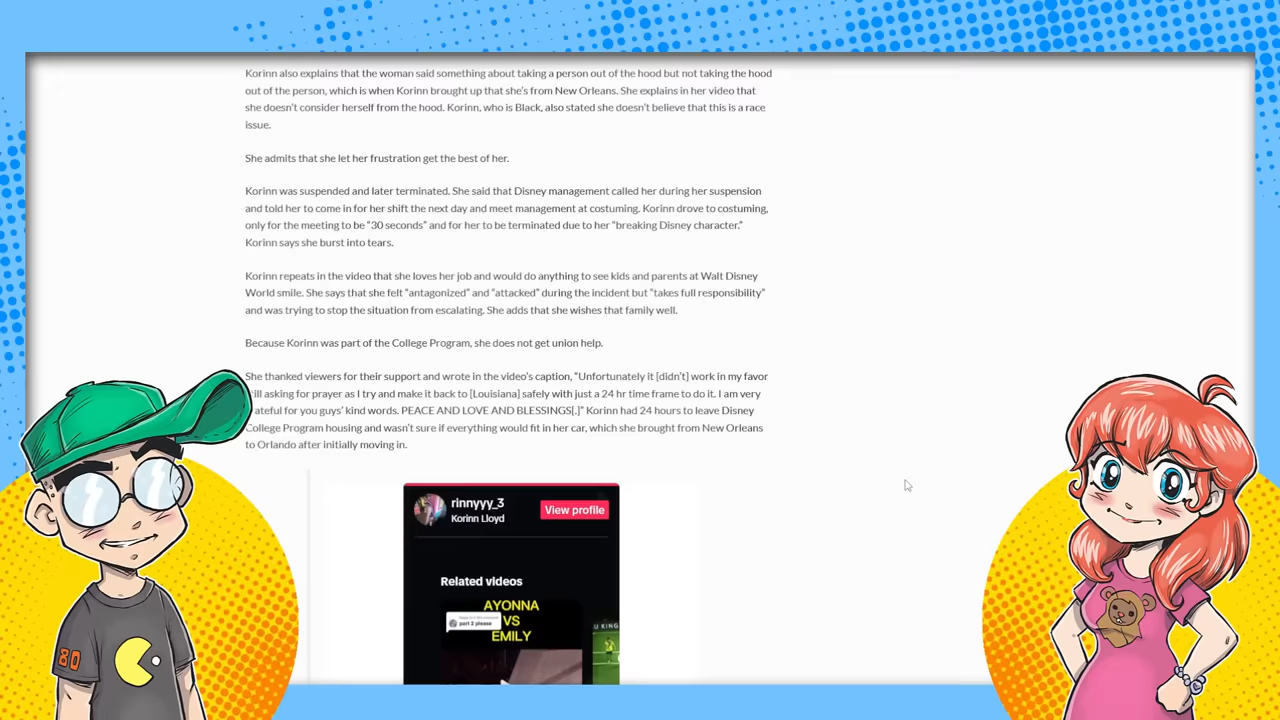 Korinn also explains that the woman said something about taking a person out of the hood but not taking the hood
out of the person, which is when Korinn brought up that she's from New Orleans. She explains in her video that
she doesn't consider herself from the hood. Korinn, who is Black, also stated she doesn't believe that this is a race
issue.
She admits that she let her frustration get the best of her.
Korinn was suspended and later terminated. She said that Disney management called her during her suspension
and told her to come in for her shift the next day and meet management at costuming. Korinn drove to costuming,
only for the meeting to be "30 seconds" and for her to be terminated due to her "breaking Disney character."
Korinn says she burst into tears.
Korinn repeats in the video that she loves her job and would do anything to see kids and parents at Walt Disney
World smile. She says that she felt "antagonized" and "attacked" during the incident but "takes full responsibility"
and was trying to stop the situation from escalating. She adds that she wishes that family well.
Because Korinn was part of the College Program, she does not get union help.
She thanked viewers for their support and wrote in the video's caption, "Unfortunately it [didn't] work in my favor
ill asking for prayer as I try and make it back to [Louisiana] safely with just a 24 hr time frame to do it. I am very
ateful for you guys' kind words. PEACE AND LOVE AND BLESSINGS[.]" Korinn had 24 hours to leave Disney
College Program housing and wasn't sure if everything would fit in her car, which she brought from New Orleans
to Orlando after initially moving in.
rinnyyy_3
Korinn Lloyd
View profile
Related videos
AYONNA
VS
EMILY
part 2 please
U KING
80